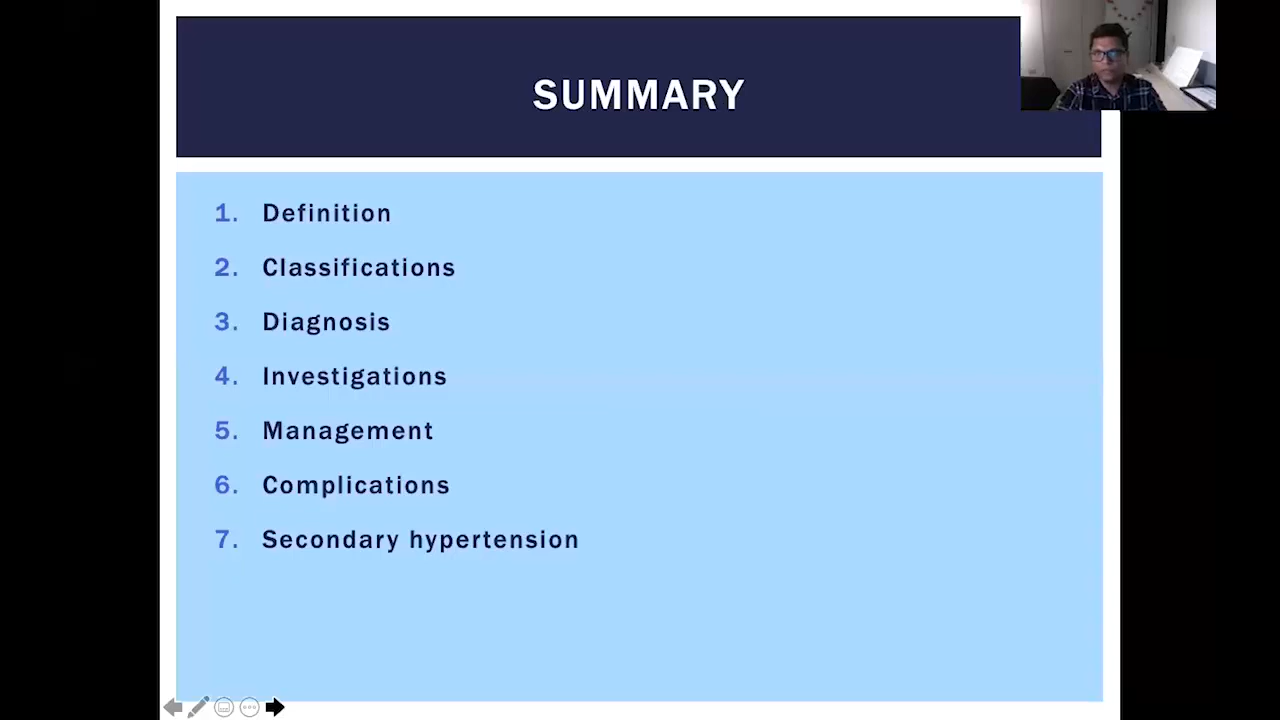 SUMMARY
1. Definition
2. Classifications
3. Diagnosis
4. Investigations
5. Management
6. Complications
7. Secondary hypertension